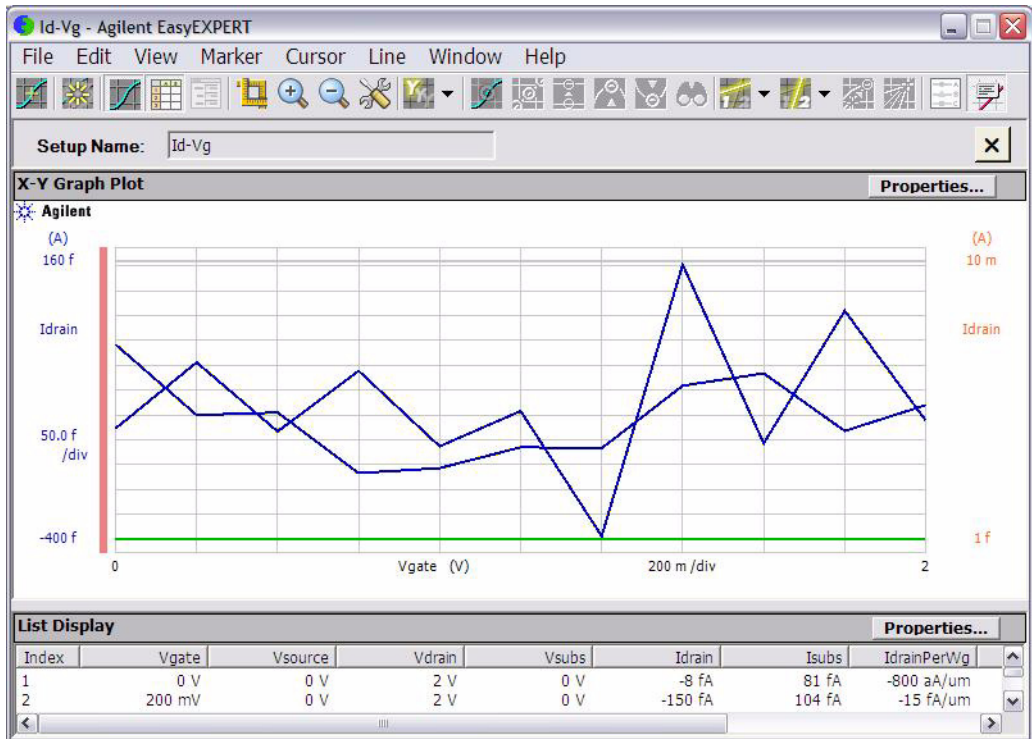 Id-Vg - Agilent EasyEXPERT
File Edit View Marker Cursor Line Window Help
Setup Name: Id-Vg
X-Y Graph Plot Properties...
Agilent
(A) (A)
160 f 10 m
Idrain Idrain
50.0 f
/div
-400 f 1 f
0 Vgate (V) 200 m /div 2
List Display Properties...
Index Vgate Vsource Vdrain Vsubs Idrain Isubs IdrainPerWg
1 0 V 0 V 2 V 0 V -8 fA 81 fA -800 aA/um
2 200 mV 0 V 2 V 0 V -150 fA 104 fA -15 fA/um